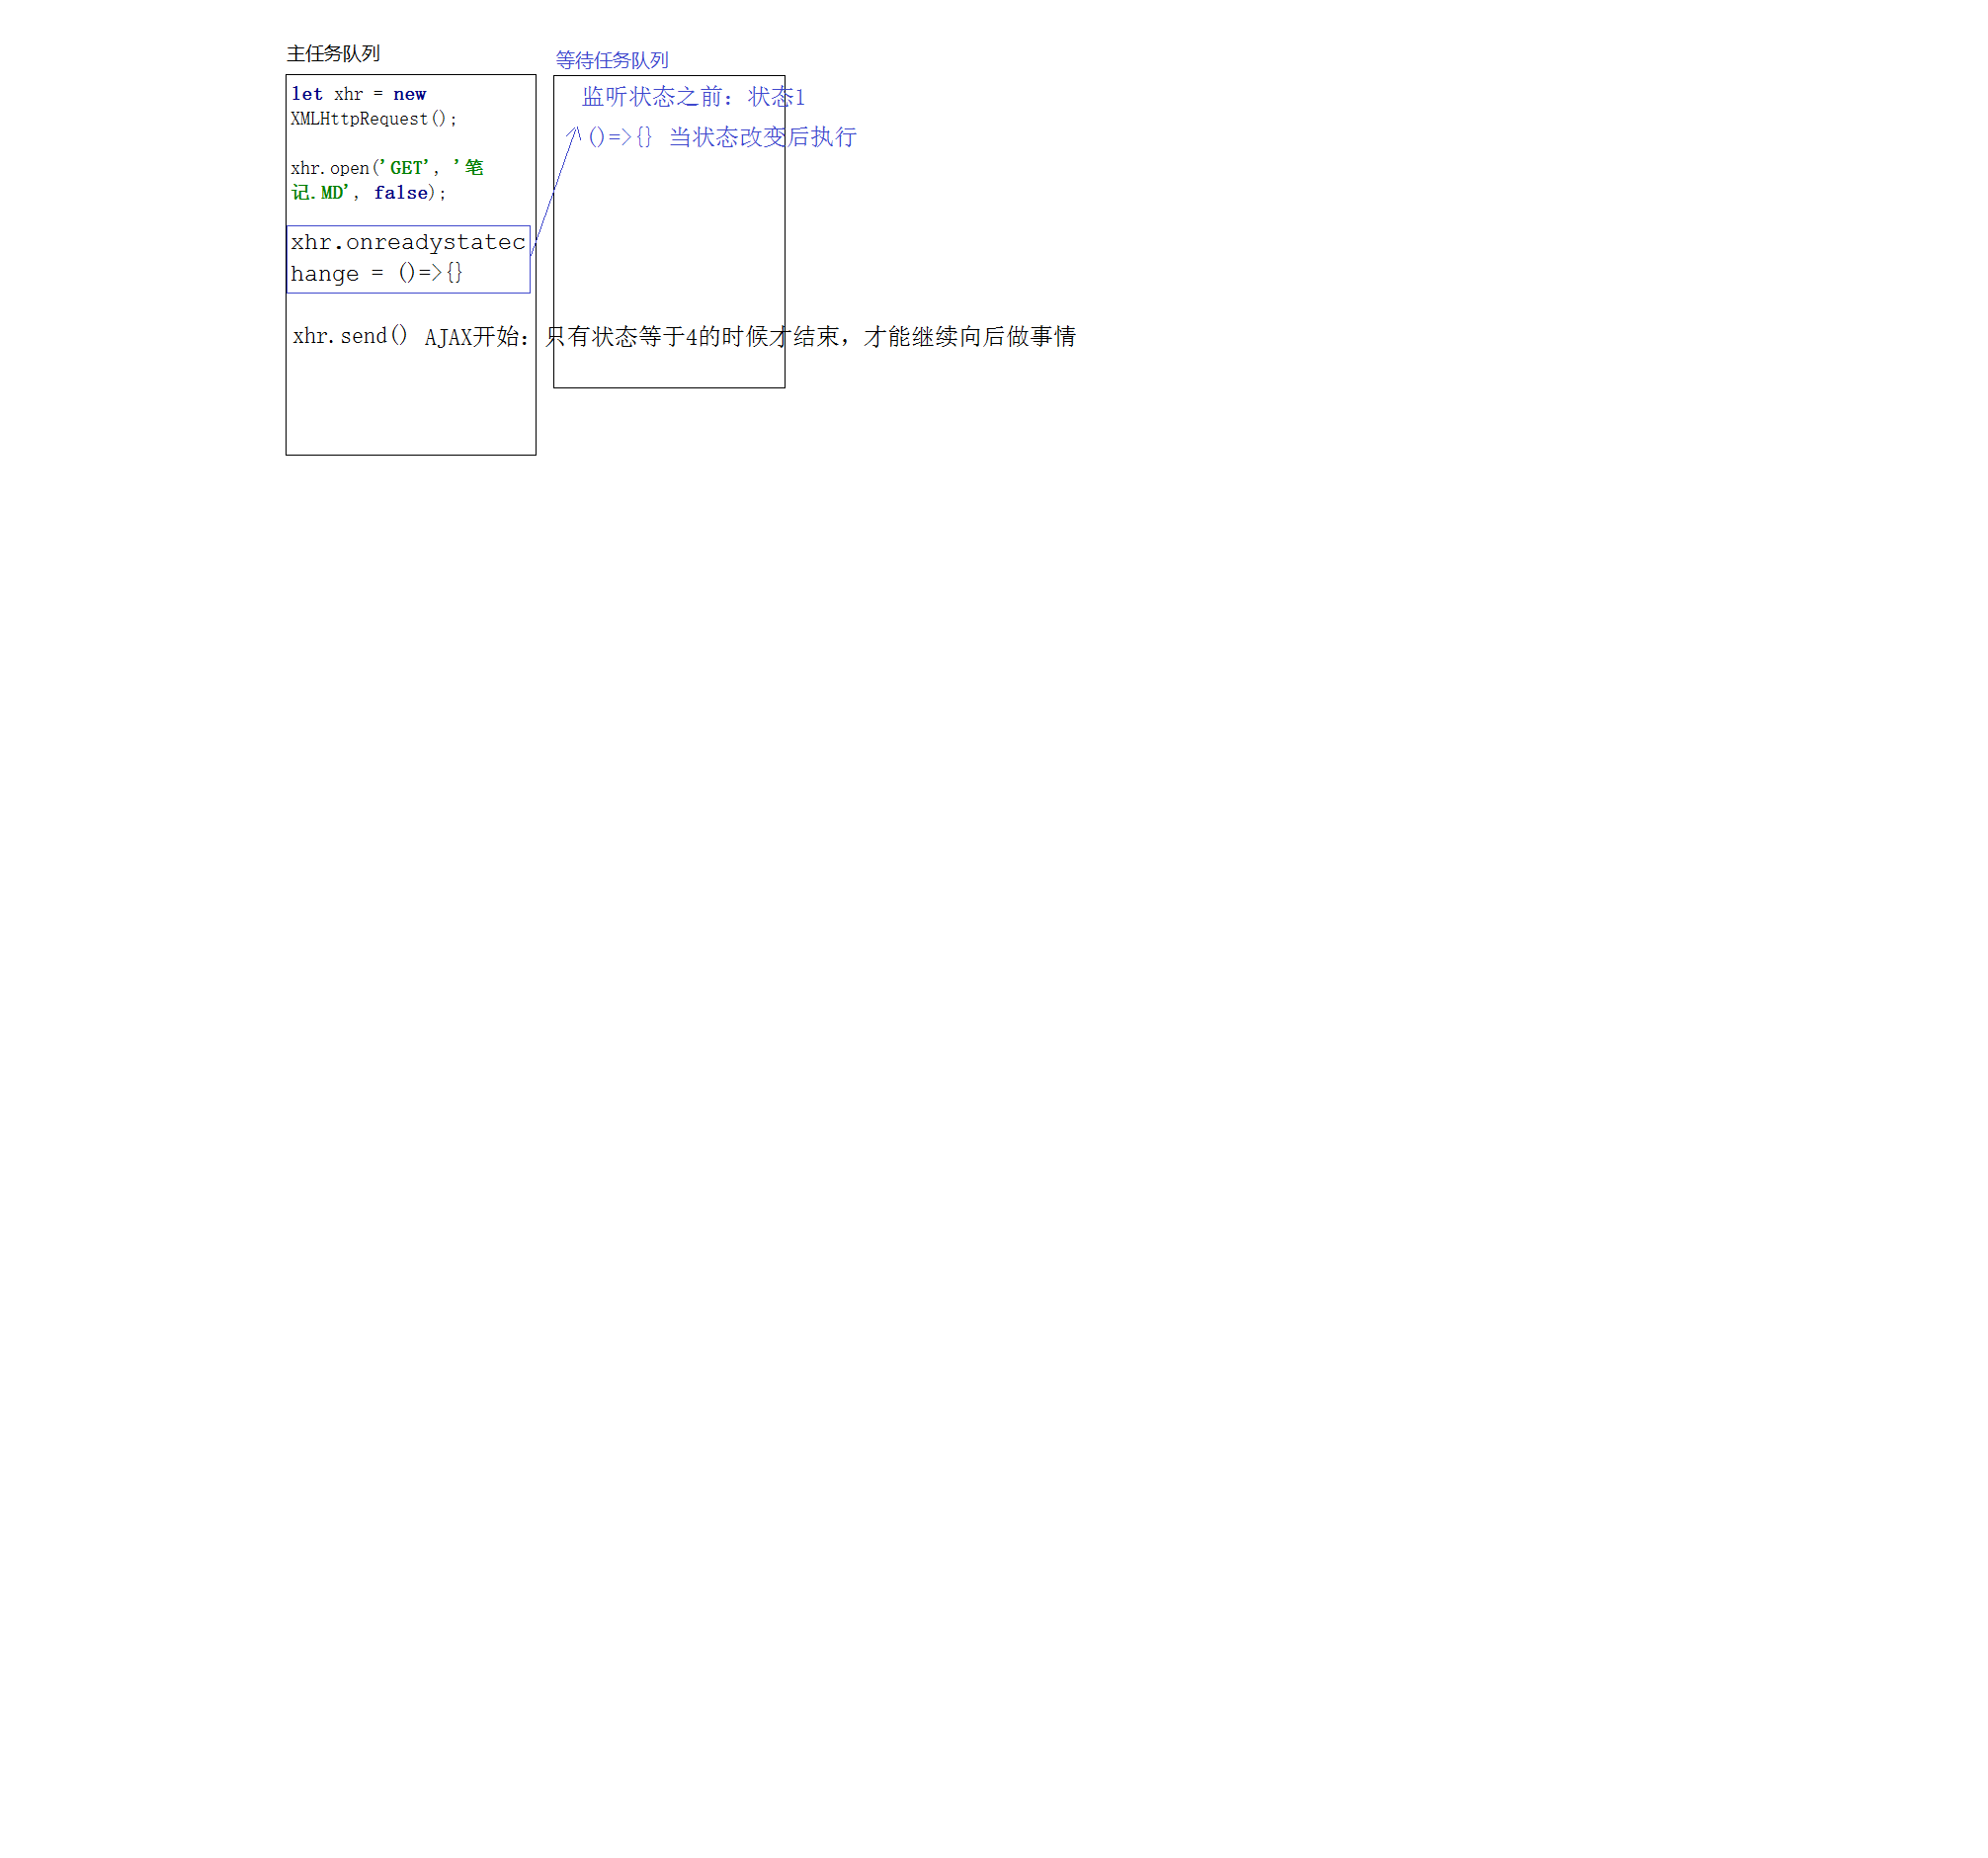 主任务队列
let xhr = new
XMLHttpRequest();
xhr.open('GET', '笔
记.MD', false);
xhr.onreadystatec
hange = ()=>{}
xhr.send() AJAX开始：只有状态等于4的时候才结束，才能继续向后做事情
等待任务队列
监听状态之前：状态1
()=>{} 当状态改变后执行